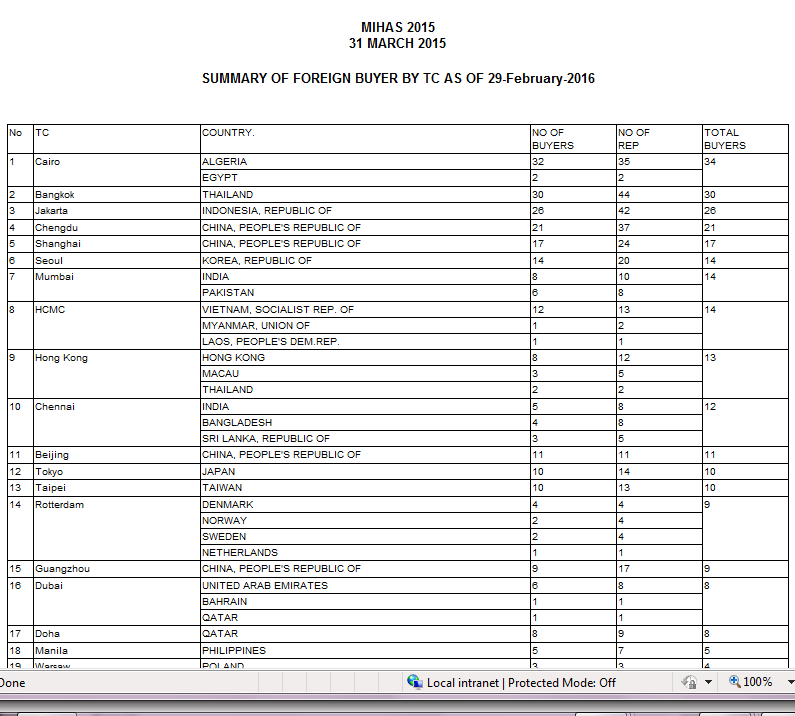 MIHAS 2015
31 MARCH 2015
SUMMARY OF FOREIGN BUYER BY TC AS OF 29-February-2016
No TC COUNTRY. NO OF BUYERS NO OF REP TOTAL BUYERS
1 Cairo ALGERIA 32 35 34
EGYPT 2 2
2 Bangkok THAILAND 30 44 30
3 Jakarta INDONESIA, REPUBLIC OF 26 42 26
4 Chengdu CHINA, PEOPLE'S REPUBLIC OF 21 37 21
5 Shanghai CHINA, PEOPLE'S REPUBLIC OF 17 24 17
6 Seoul KOREA, REPUBLIC OF 14 20 14
7 Mumbai INDIA 8 10 14
PAKISTAN 6 8
8 HCMC VIETNAM, SOCIALIST REP. OF 12 13 14
MYANMAR, UNION OF 1 2
LAOS, PEOPLE'S DEM.REP. 1 1
9 Hong Kong HONG KONG 8 12 13
MACAU 3 5
THAILAND 2 2
10 Chennai INDIA 5 8 12
BANGLADESH 4 8
SRI LANKA, REPUBLIC OF 3 5
11 Beijing CHINA, PEOPLE'S REPUBLIC OF 11 11 11
12 Tokyo JAPAN 10 14 10
13 Taipei TAIWAN 10 13 10
14 Rotterdam DENMARK 4 4 9
NORWAY 2 4
SWEDEN 2 4
NETHERLANDS 1 1
15 Guangzhou CHINA, PEOPLE'S REPUBLIC OF 9 17 9
16 Dubai UNITED ARAB EMIRATES 6 8 8
BAHRAIN 1 1
QATAR 1 1
17 Doha QATAR 8 9 8
18 Manila PHILIPPINES 5 7 5
19 Warsaw POLAND 3 3 4
Done Local intranet | Protected Mode: Off 100%